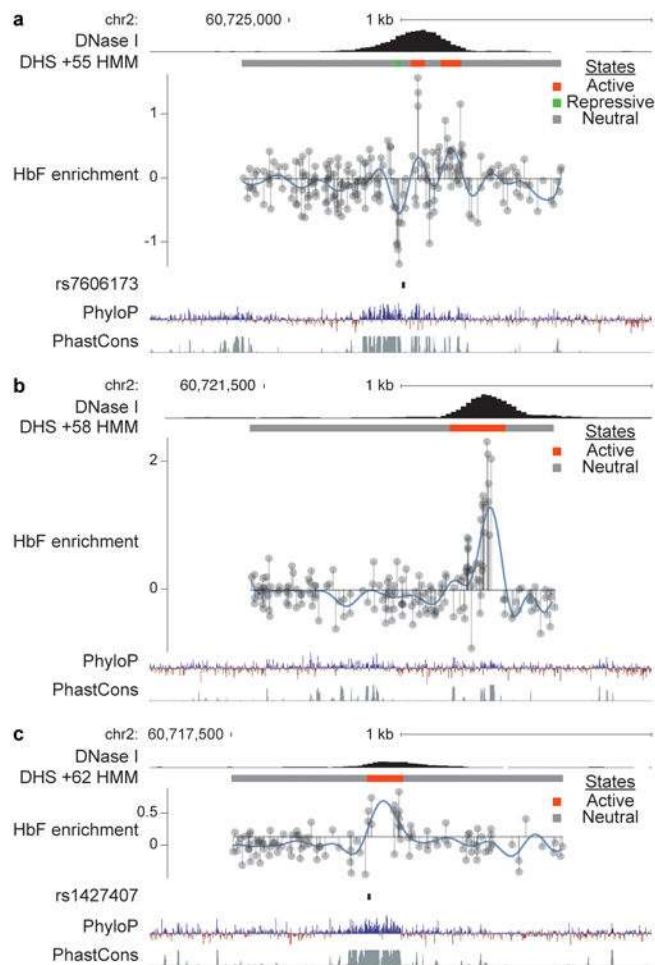 a
chr2: 60,725,000 1 kb
DNase I
DHS +55 HMM
States
Active
Repressive
Neutral
1
HbF enrichment 0
-1
rs7606173
PhyloP
PhastCons
b
chr2: 60,721,500 1 kb
DNase I
DHS +58 HMM
States
Active
Neutral
2
HbF enrichment
0
PhyloP
PhastCons
c
chr2: 60,717,500 1 kb
DNase I
DHS +62 HMM
States
Active
Neutral
0.5
HbF enrichment
0
rs1427407
PhyloP
PhastCons